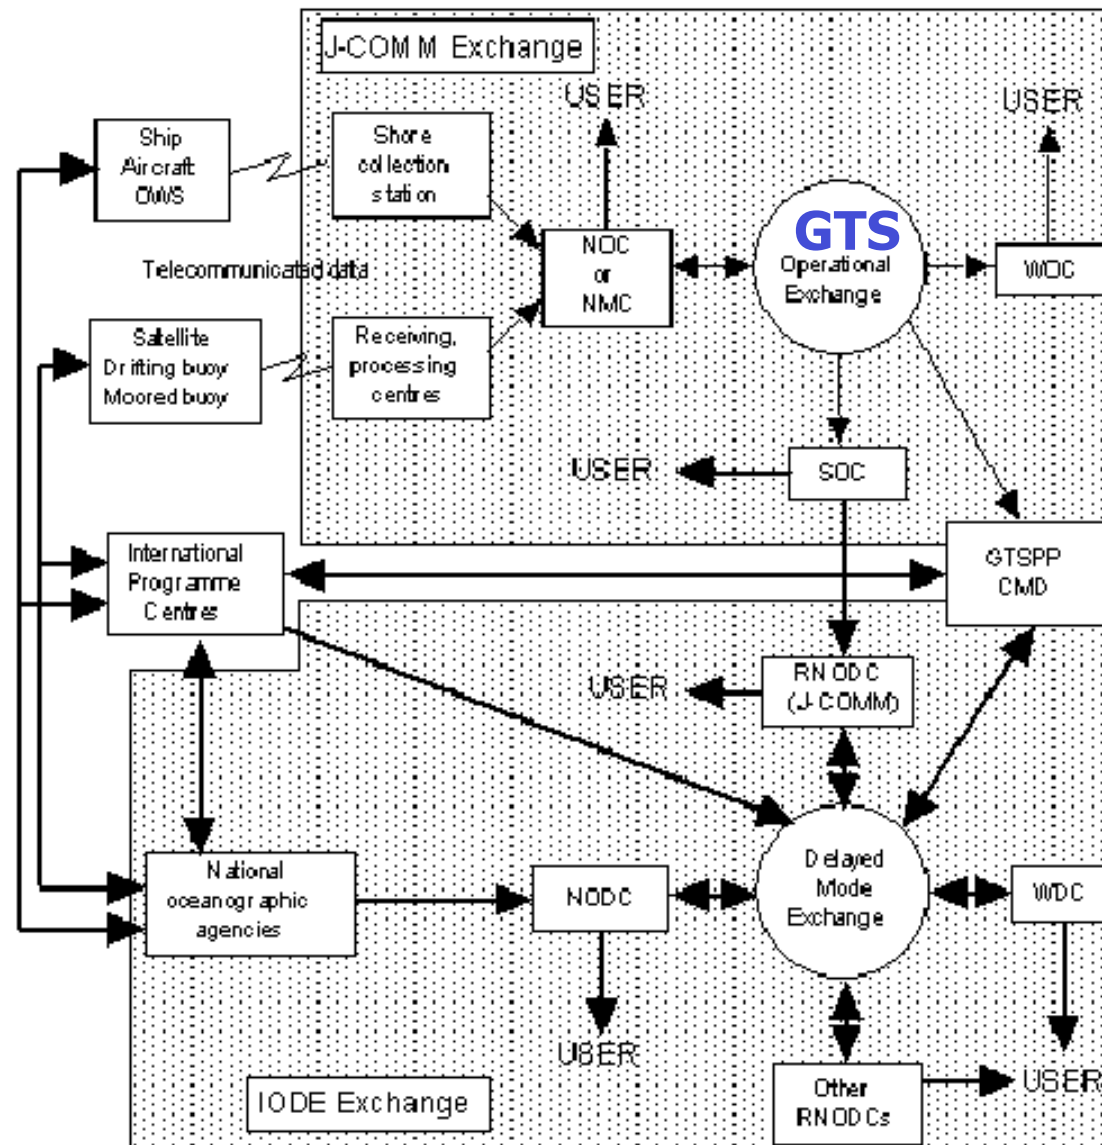 J-COMM Exchange
USER
USER
Ship
Aircraft
OWS
Shore
collection
station
GTS
Operational
Exchange
NOC
or
NMC
WOC
Telecommunicated data
Satellite
Drifting buoy
Moored buoy
Receiving,
processing
centres
USER
SOC
International
Programme
Centres
GTSPP
CMD
USER
RNODC
(J-COMM)
National
oceanographic
agencies
NODC
Delayed
Mode
Exchange
WDC
USER
Other
RNODCs
USER
IODE Exchange